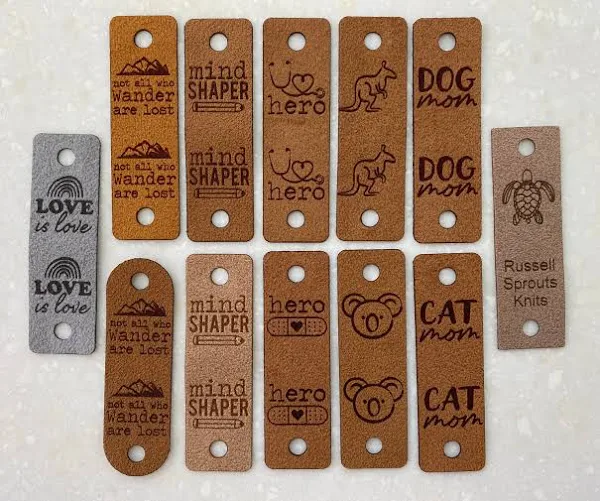 not all who
Wander
are lost
not all who
Wander
are lost
mind
SHAPER
mind
SHAPER
hero
hero
DOG
mom
DOG
mom
LOVE
is love
LOVE
is love
Russell
Sprouts
Knits
not all who
Wander
are lost
not all who
Wander
are lost
mind
SHAPER
mind
SHAPER
hero
hero
CAT
mom
CAT
mom